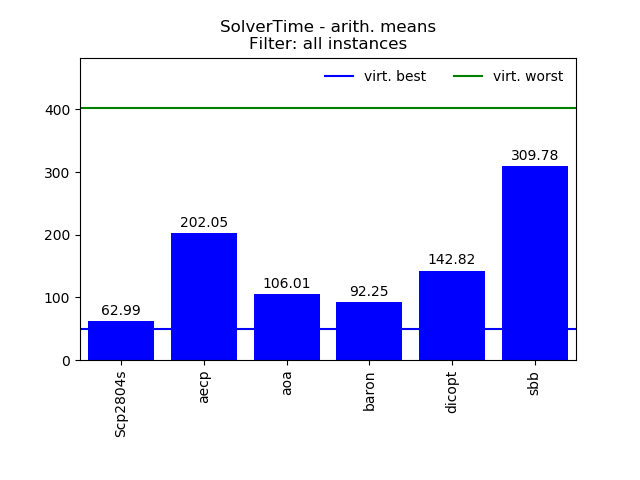 SolverTime - arith. means
Filter: all instances
virt. best
virt. worst
400
300
200
100
0
62.99
202.05
106.01
92.25
142.82
309.78
Scp2804s
aecp
aoa
baron
dicopt
sbb